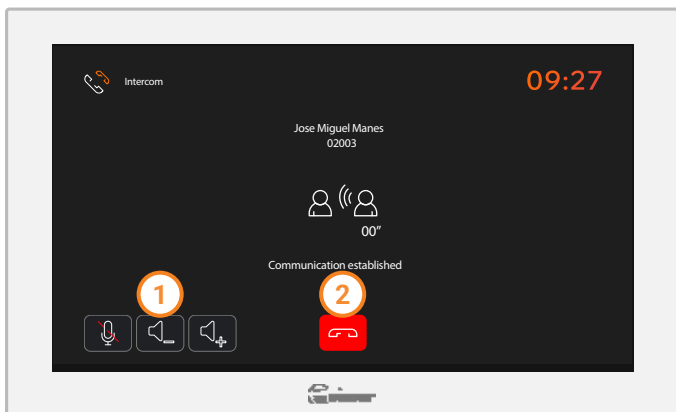 Intercom
09:27
Jose Miguel Manes
02003
00”
Communication established
1
2